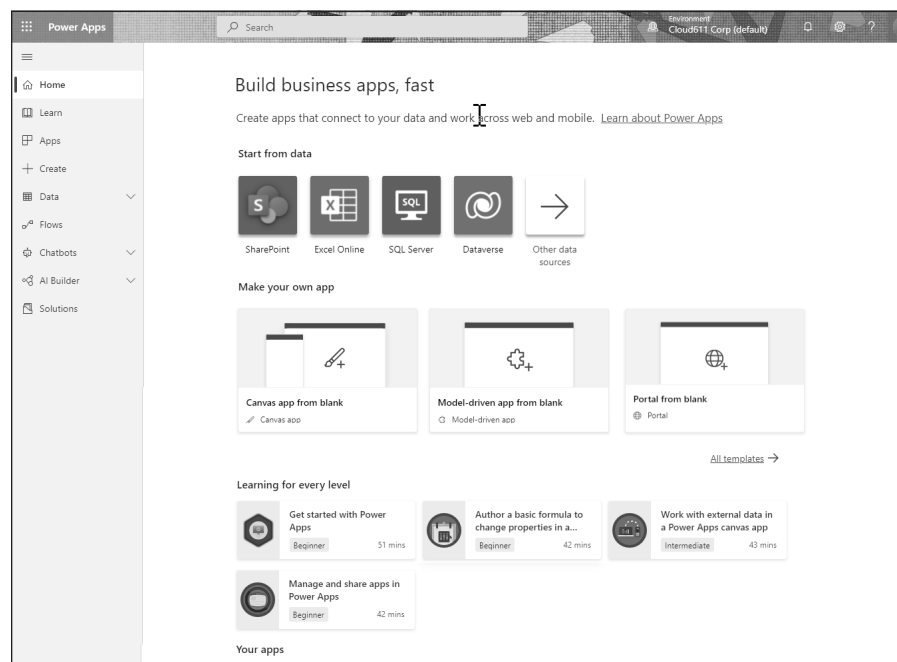 Power Apps
Search
Environment
Cloud611 Corp (default)
?
Home
Learn
Apps
Create
Data
Flows
Chatbots
AI Builder
Solutions
Build business apps, fast
Create apps that connect to your data and work across web and mobile. Learn about Power Apps
Start from data
S
X
SQL
SharePoint
Excel Online
SQL Server
Dataverse
Other data
sources
Make your own app
Canvas app from blank
Canvas app
Model-driven app from blank
Model-driven app
Portal from blank
Portal
All templates
Learning for every level
Get started with Power
Apps
Beginner 51 mins
Author a basic formula to
change properties in a...
Beginner 42 mins
Work with external data in
a Power Apps canvas app
Intermediate 43 mins
Manage and share apps in
Power Apps
Beginner 42 mins
Your apps